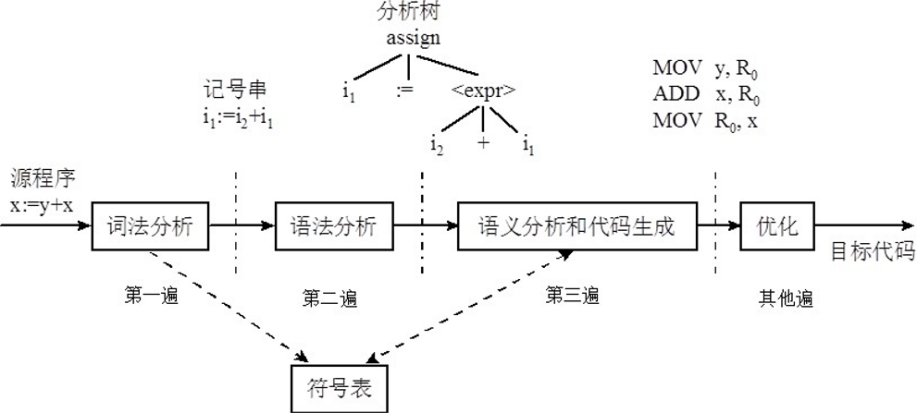 分析树
assign
i₁ := <expr>
i₂ + i₁
记号串
i₁:=i₂+i₁
MOV y, R₀
ADD x, R₀
MOV R₀, x
源程序
x:=y+x
词法分析
语法分析
语义分析和代码生成
优化
目标代码
第一遍
第二遍
第三遍
其他遍
符号表